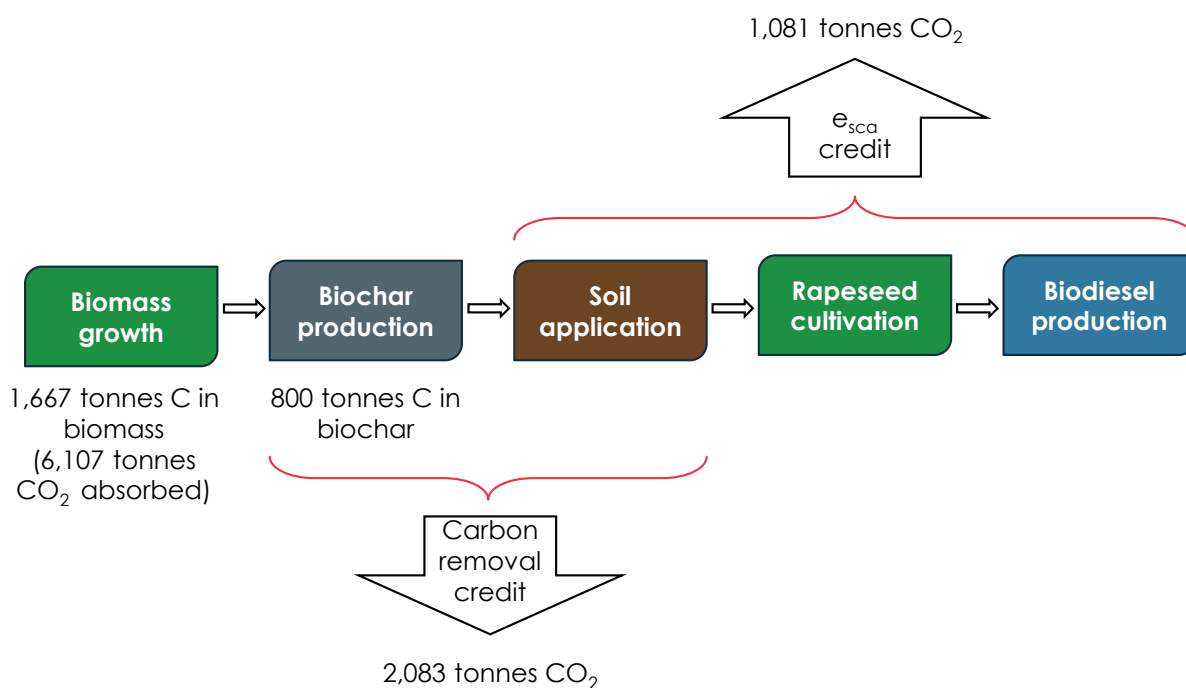 1,081 tonnes CO₂
e_sca
credit
Biomass
growth
Biochar
production
Soil
application
Rapeseed
cultivation
Biodiesel
production
1,667 tonnes C in
biomass
(6,107 tonnes
CO₂ absorbed)
800 tonnes C in
biochar
Carbon
removal
credit
2,083 tonnes CO₂